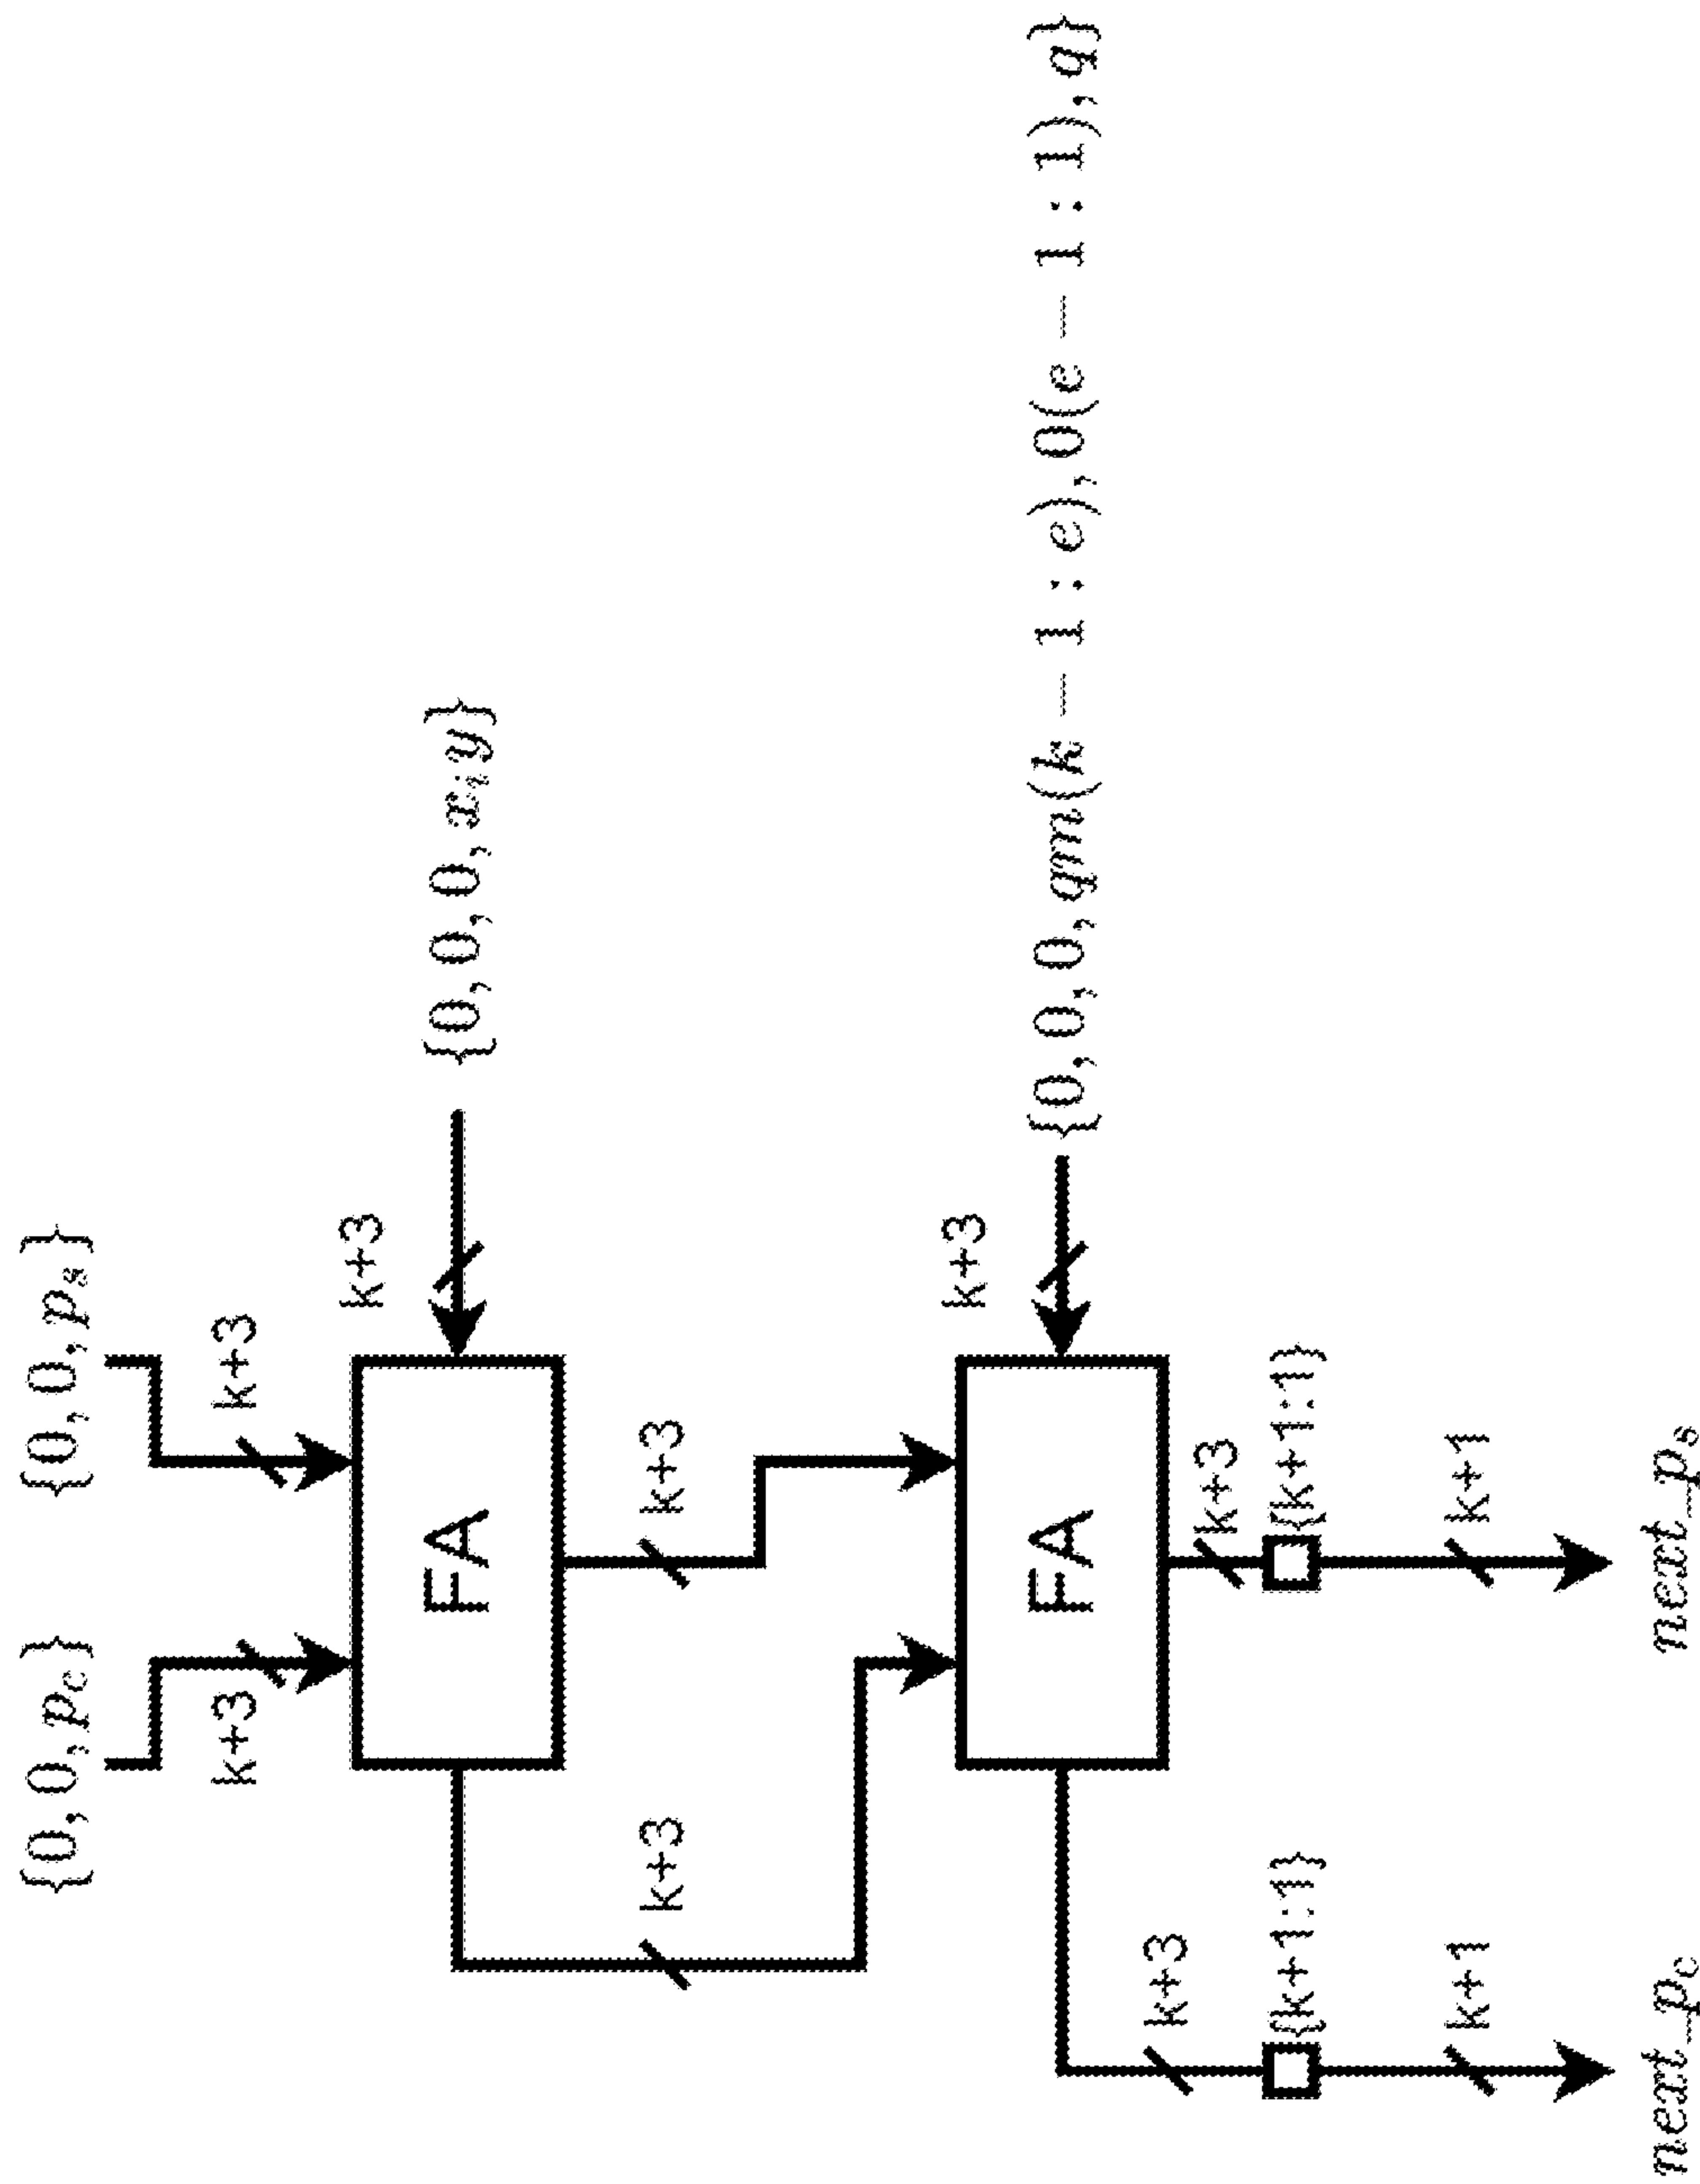 {0, 0, p_c}
{0, 0, p_s}
k+3
k+3
k+3
FA
{0, 0, 0, x_i y}
k+3
k+3
k+3
FA
{0, 0, 0, qm(k − 1 : e), 0(e − 1 : 1), q}
k+3
k+3
{k+1:1}
{k+1:1}
k+1
k+1
next_p_c
next_p_s